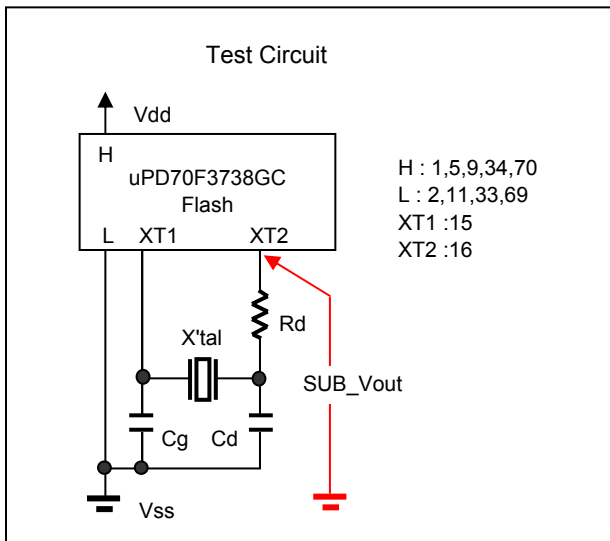 Test Circuit
Vdd
H
uPD70F3738GC
Flash
L XT1 XT2
H : 1,5,9,34,70
L : 2,11,33,69
XT1 :15
XT2 :16
Rd
X'tal
SUB_Vout
Cg Cd
Vss